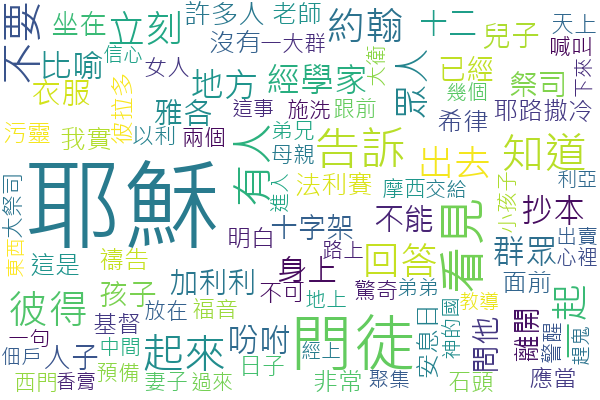 不要
坐在
立刻
許多人
老師
約翰
十二
兒子
天上
喊叫
下來
比喻
信心
女人
沒有
一大群
大衛
眾人
已經
幾個
祭司
耶路撒冷
衣服
地方
經學家
彼拉多
雅各
這事
施洗
跟前
希律
污靈
我實
以利
兩個
有人
弟兄
母親
告訴
出去
知道
耶穌
進入
法利賽
摩西
交給
小孩子
利亞
大祭司
東西
看見
不能
抄本
出賣
心裡
明白
十字架
這是
禱告
加利利
身上
路上
回答
群眾
面前
一起
彼得
孩子
放在
福音
不可
地上
驚奇
弟弟
安息日
神的國
教導
問他
離開
警醒
趕鬼
基督
吩咐
門徒
一句
佃戶
人子
中間
起來
日子
經上
西門
香膏
預備
妻子
過來
非常
聚集
石頭
應當